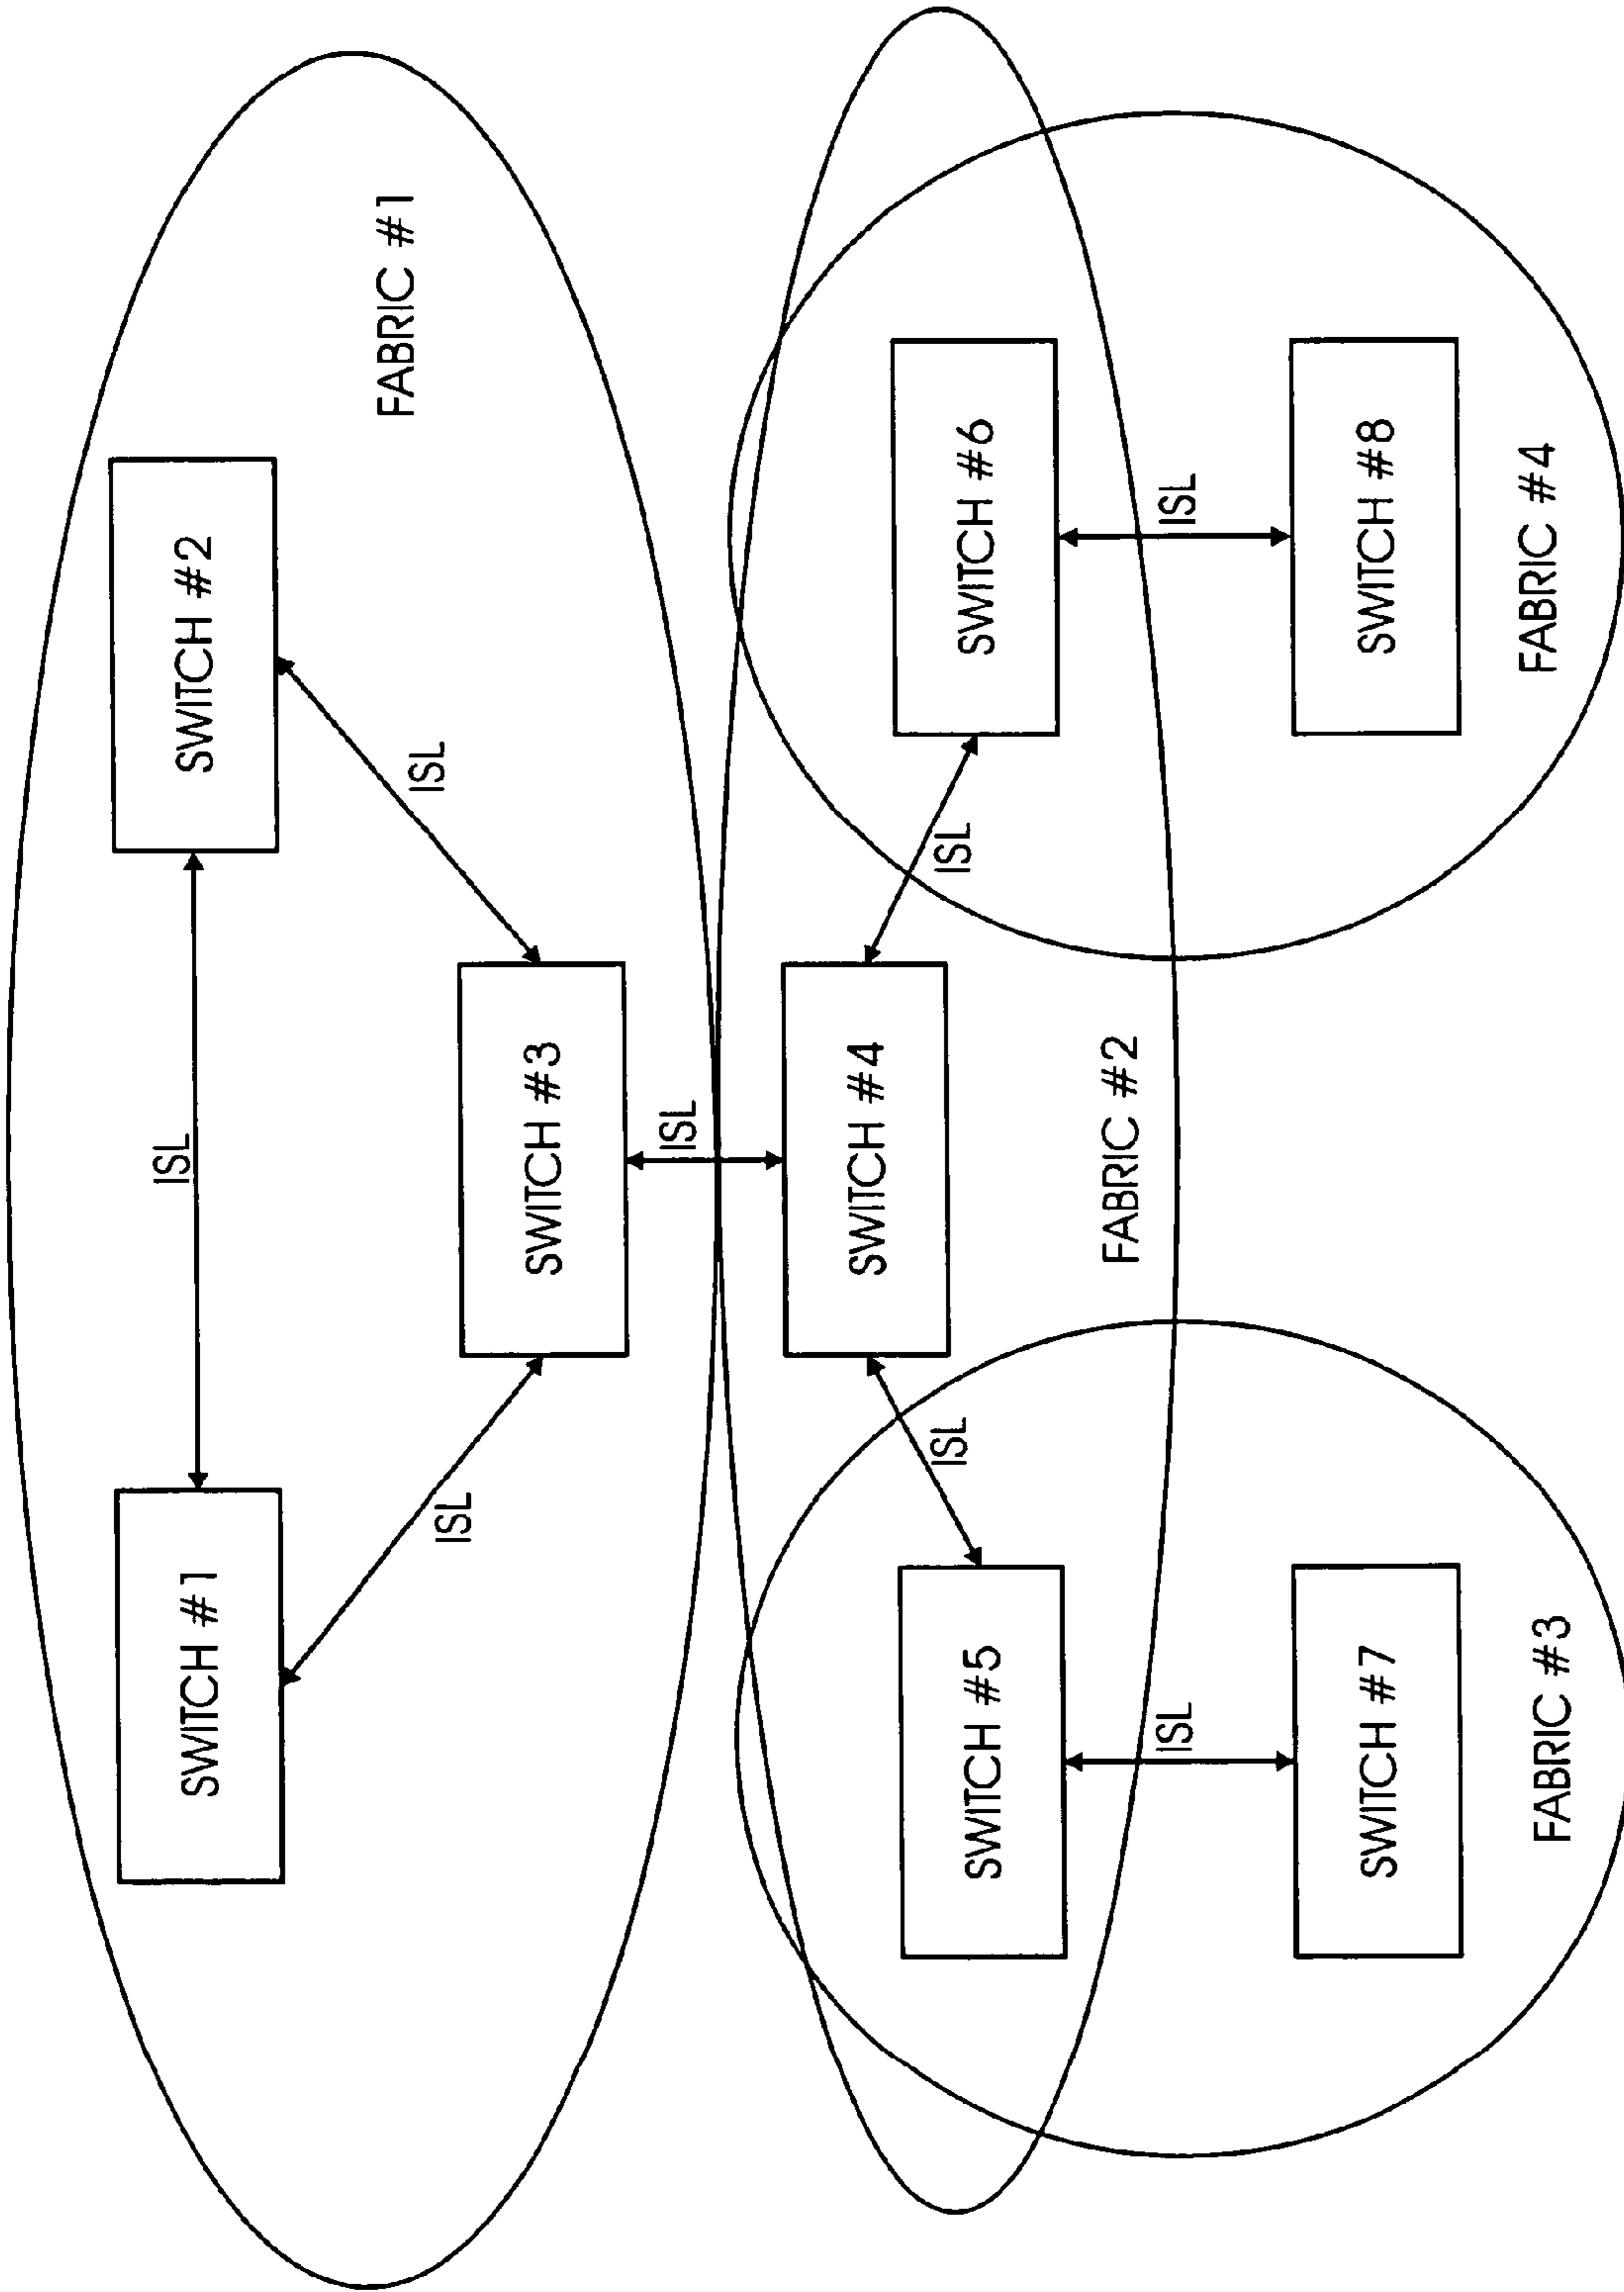 SWITCH #1
ISL
SWITCH #2
ISL
ISL
FABRIC #1
SWITCH #3
ISL
SWITCH #4
ISL
ISL
SWITCH #5
SWITCH #6
FABRIC #2
ISL
ISL
SWITCH #7
SWITCH #8
FABRIC #3
FABRIC #4